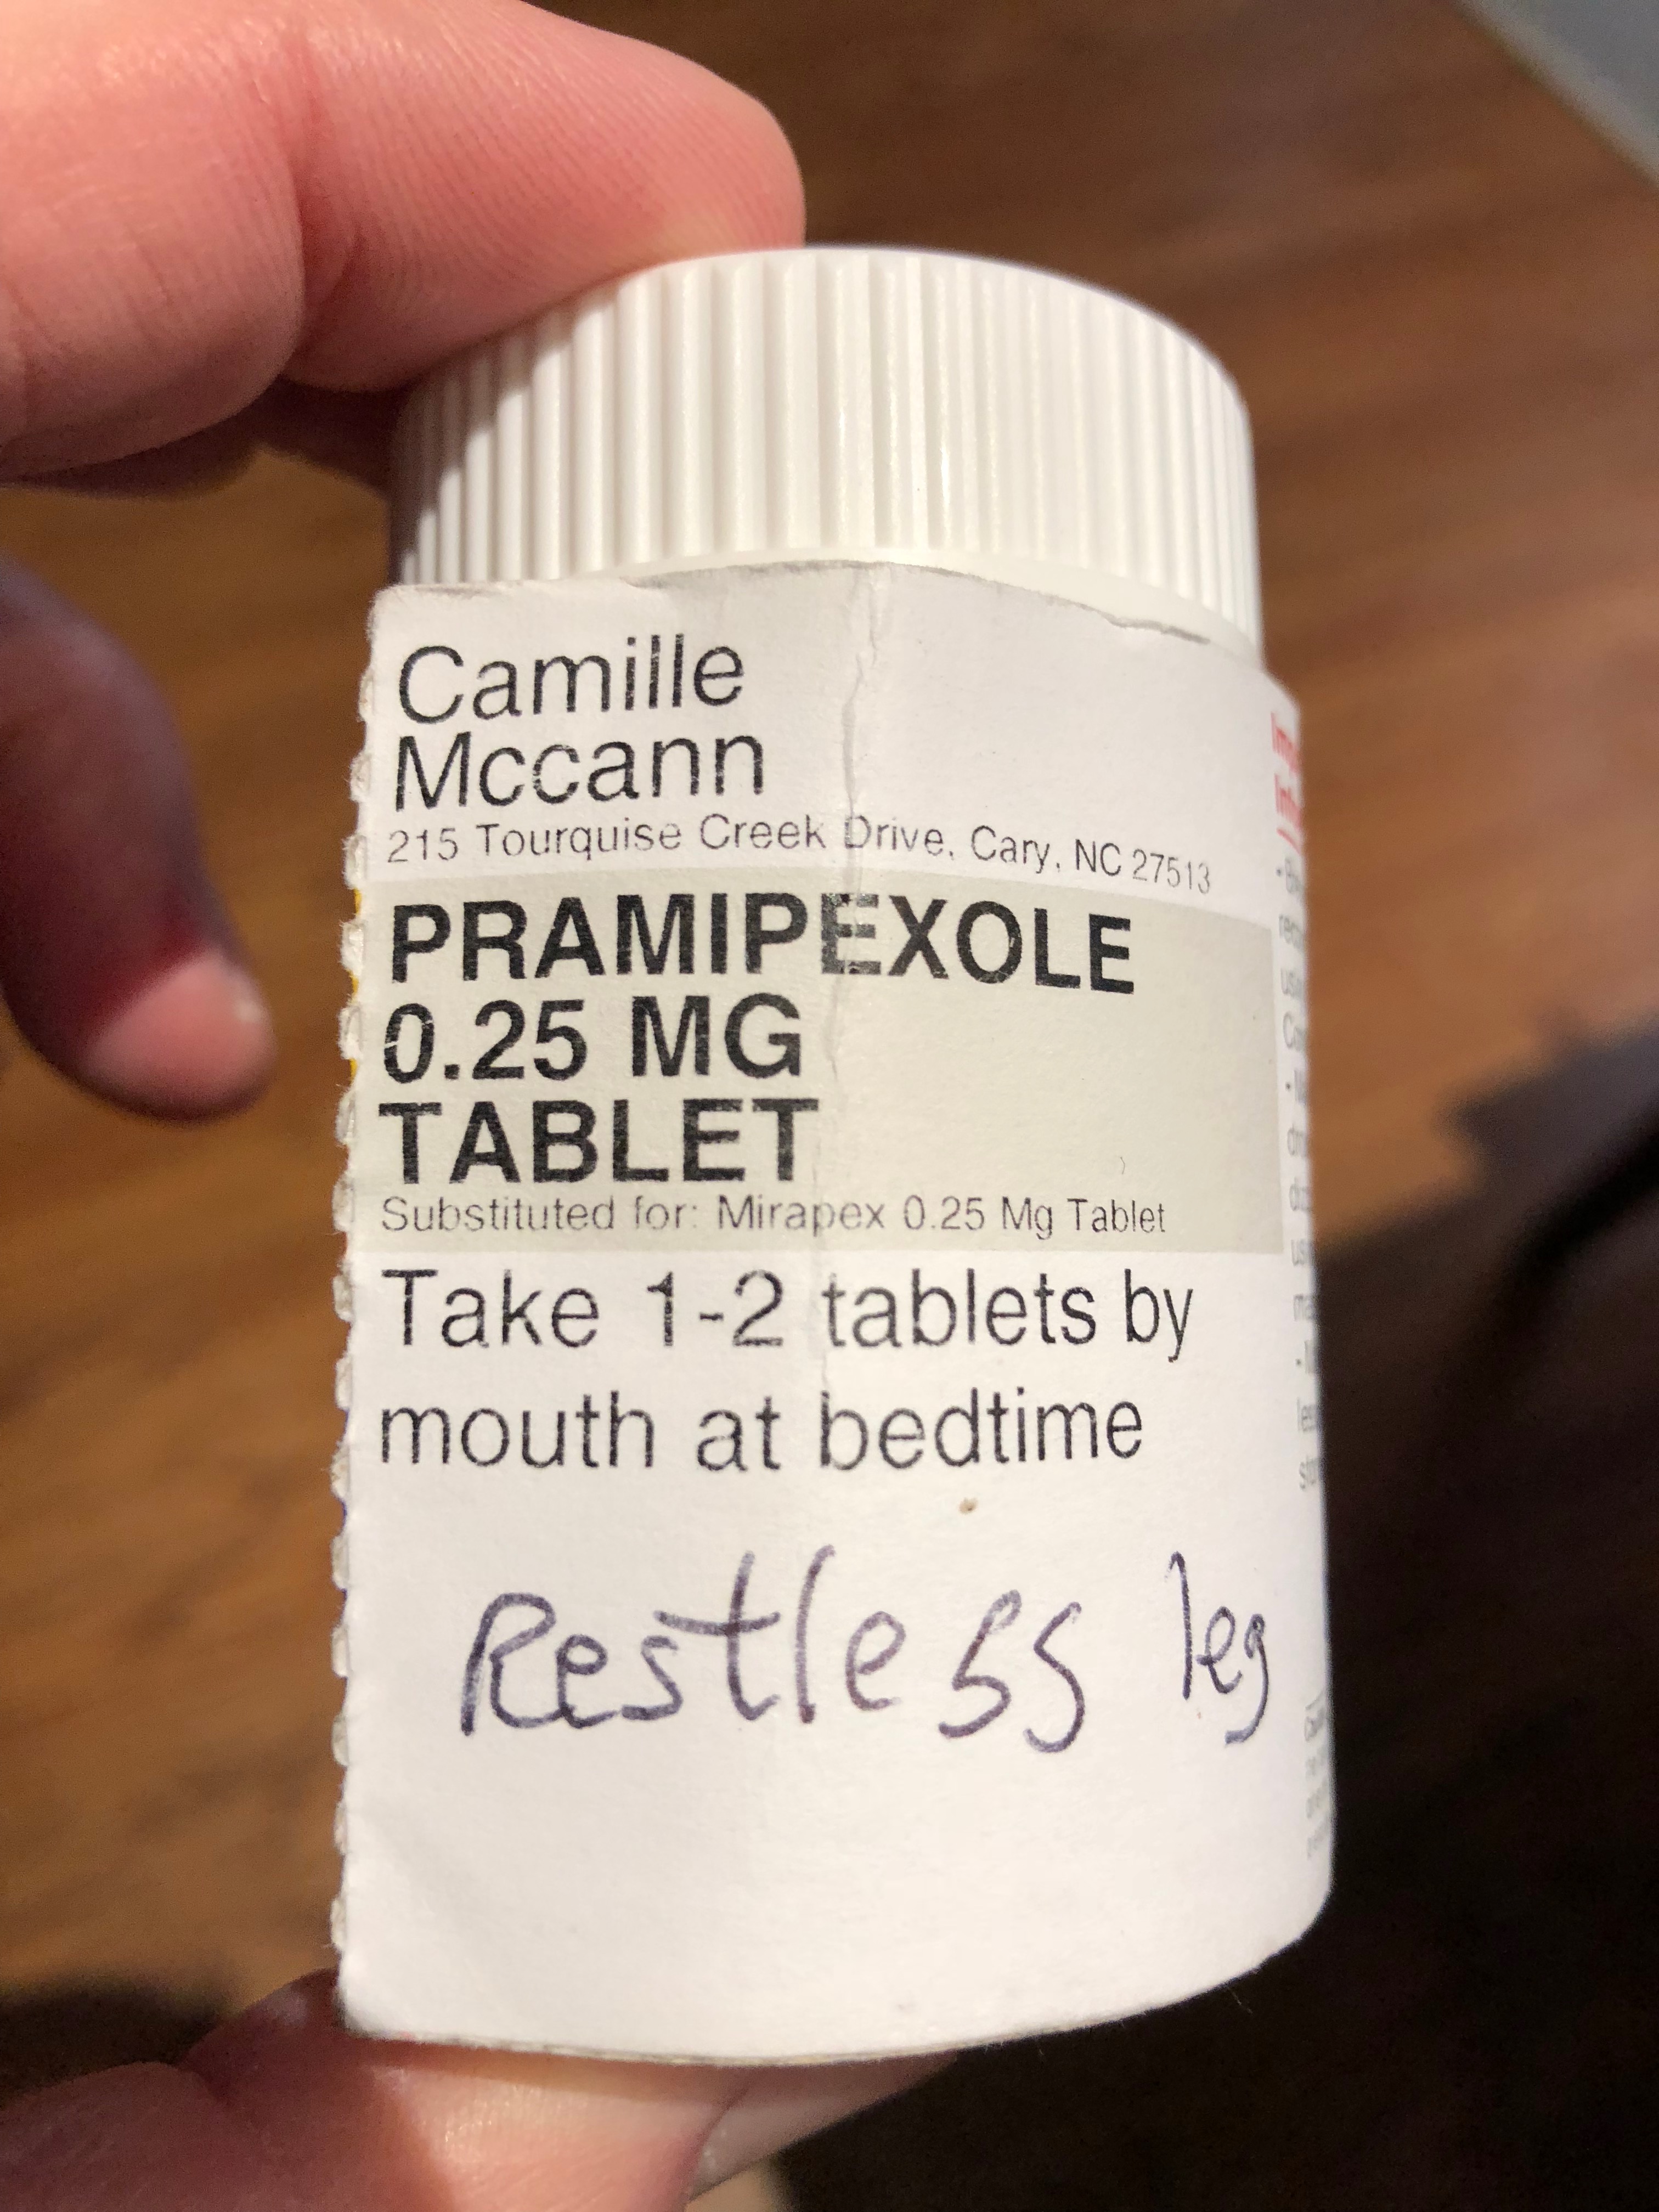 Camille
Mccann
215 Tourquise Creek Drive, Cary, NC 27513
PRAMIPEXOLE
0.25 MG
TABLET
Substituted for: Mirapex 0.25 Mg Tablet
Take 1-2 tablets by
mouth at bedtime
Restless leg